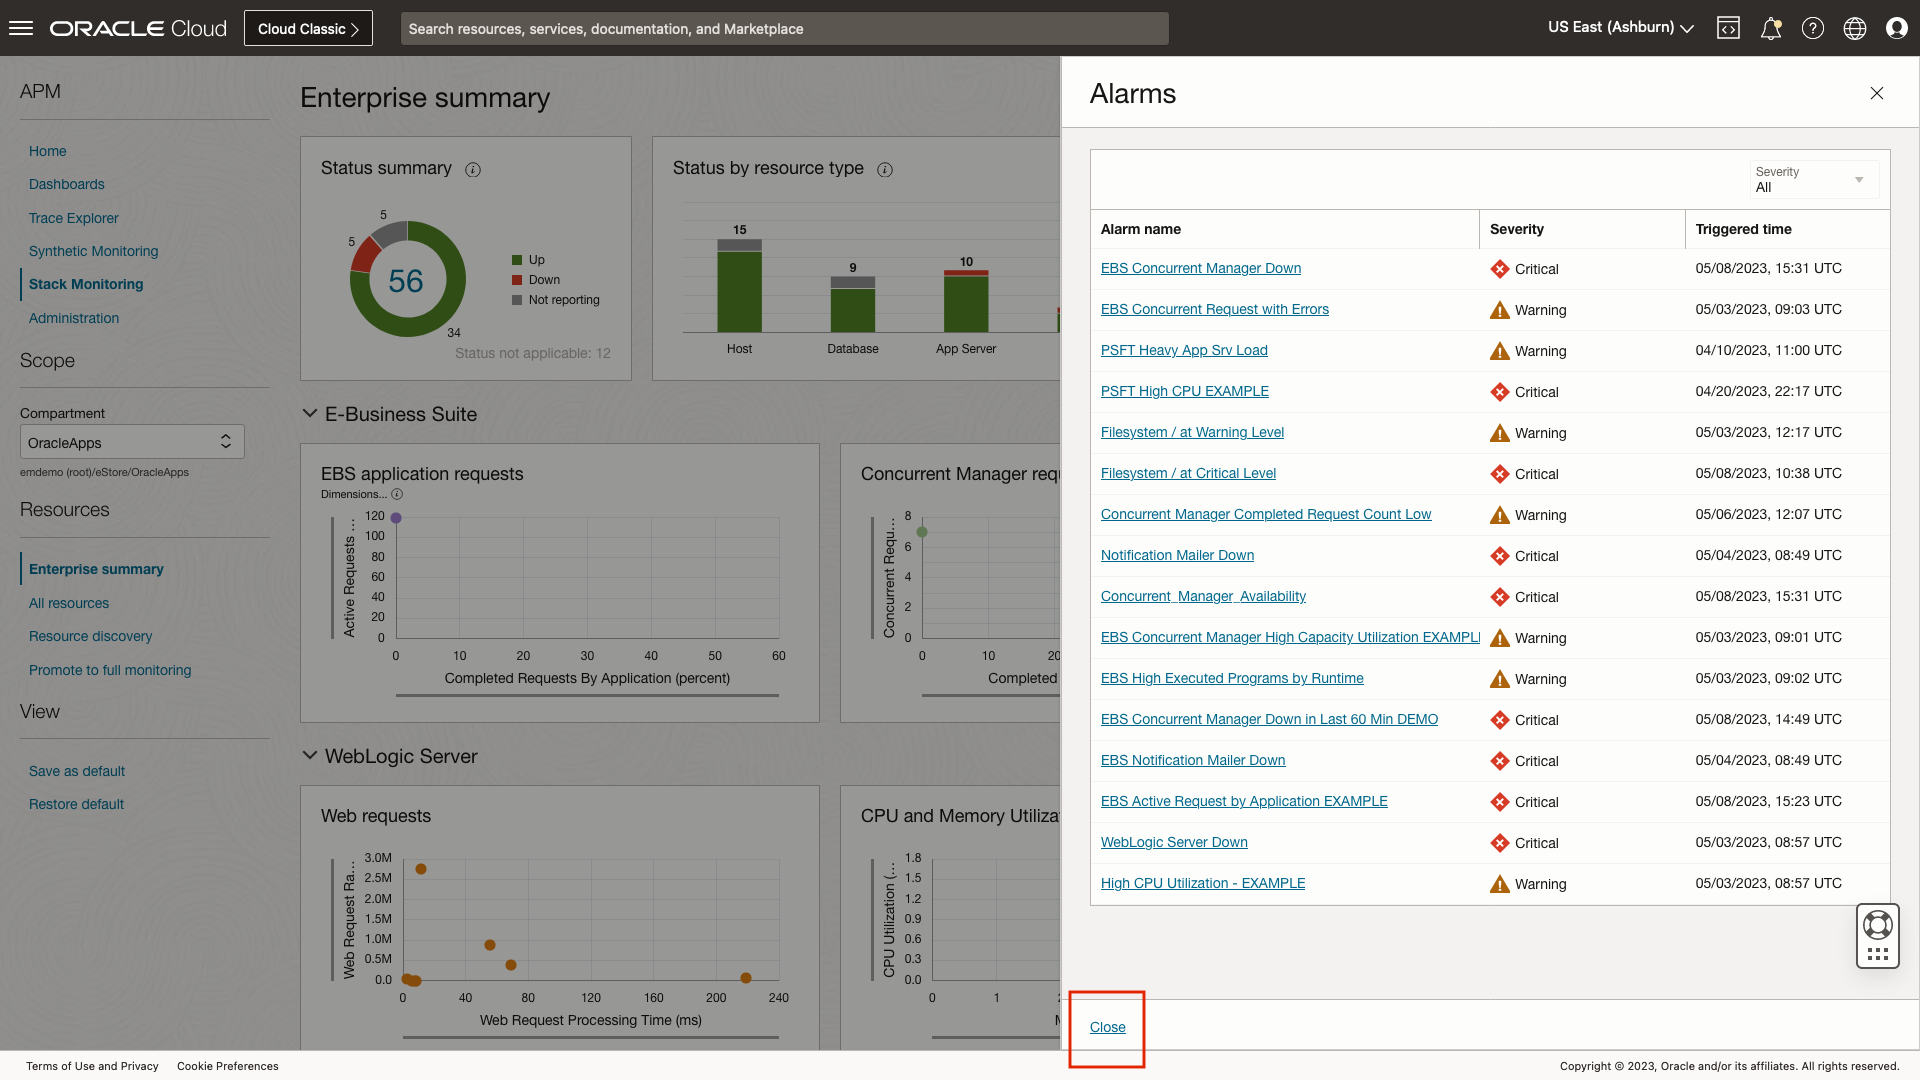 ORACLE Cloud
Cloud Classic
Search resources, services, documentation, and Marketplace
US East (Ashburn)
APM
Home
Dashboards
Trace Explorer
Synthetic Monitoring
Stack Monitoring
Administration
Scope
Compartment
OracleApps
emdemo (root)/eStore/OracleApps
Resources
Enterprise summary
All resources
Resource discovery
Promote to full monitoring
View
Save as default
Restore default
Enterprise summary
Status summary
5
5
56
34
Up
Down
Not reporting
Status not applicable: 12
Status by resource type
15
9
10
Host
Database
App Server
E-Business Suite
EBS application requests
Dimensions...
Active Requests ...
120
100
80
60
40
20
0
0 10 20 30 40 50 60
Completed Requests By Application (percent)
Concurrent Manager req
Concurrent Requ...
8
6
4
2
0
0 10 20
Completed
WebLogic Server
Web requests
Web Request Ra...
3.0M
2.5M
2.0M
1.5M
1.0M
0.5M
0.0
0 40 80 120 160 200 240
Web Request Processing Time (ms)
CPU and Memory Utiliza
CPU Utilization (...
1.8
1.5
1.2
0.9
0.6
0.3
0.0
0 1
Alarms
Severity
All
Alarm name Severity Triggered time
EBS Concurrent Manager Down Critical 05/08/2023, 15:31 UTC
EBS Concurrent Request with Errors Warning 05/03/2023, 09:03 UTC
PSFT Heavy App Srv Load Warning 04/10/2023, 11:00 UTC
PSFT High CPU EXAMPLE Critical 04/20/2023, 22:17 UTC
Filesystem / at Warning Level Warning 05/03/2023, 12:17 UTC
Filesystem / at Critical Level Critical 05/08/2023, 10:38 UTC
Concurrent Manager Completed Request Count Low Warning 05/06/2023, 12:07 UTC
Notification Mailer Down Critical 05/04/2023, 08:49 UTC
Concurrent_Manager_Availability Critical 05/08/2023, 15:31 UTC
EBS Concurrent Manager High Capacity Utilization EXAMPL Warning 05/03/2023, 09:01 UTC
EBS High Executed Programs by Runtime Warning 05/03/2023, 09:02 UTC
EBS Concurrent Manager Down in Last 60 Min DEMO Critical 05/08/2023, 14:49 UTC
EBS Notification Mailer Down Critical 05/04/2023, 08:49 UTC
EBS Active Request by Application EXAMPLE Critical 05/08/2023, 15:23 UTC
WebLogic Server Down Critical 05/03/2023, 08:57 UTC
High CPU Utilization - EXAMPLE Warning 05/03/2023, 08:57 UTC
Close
Terms of Use and Privacy Cookie Preferences
Copyright © 2023, Oracle and/or its affiliates. All rights reserved.